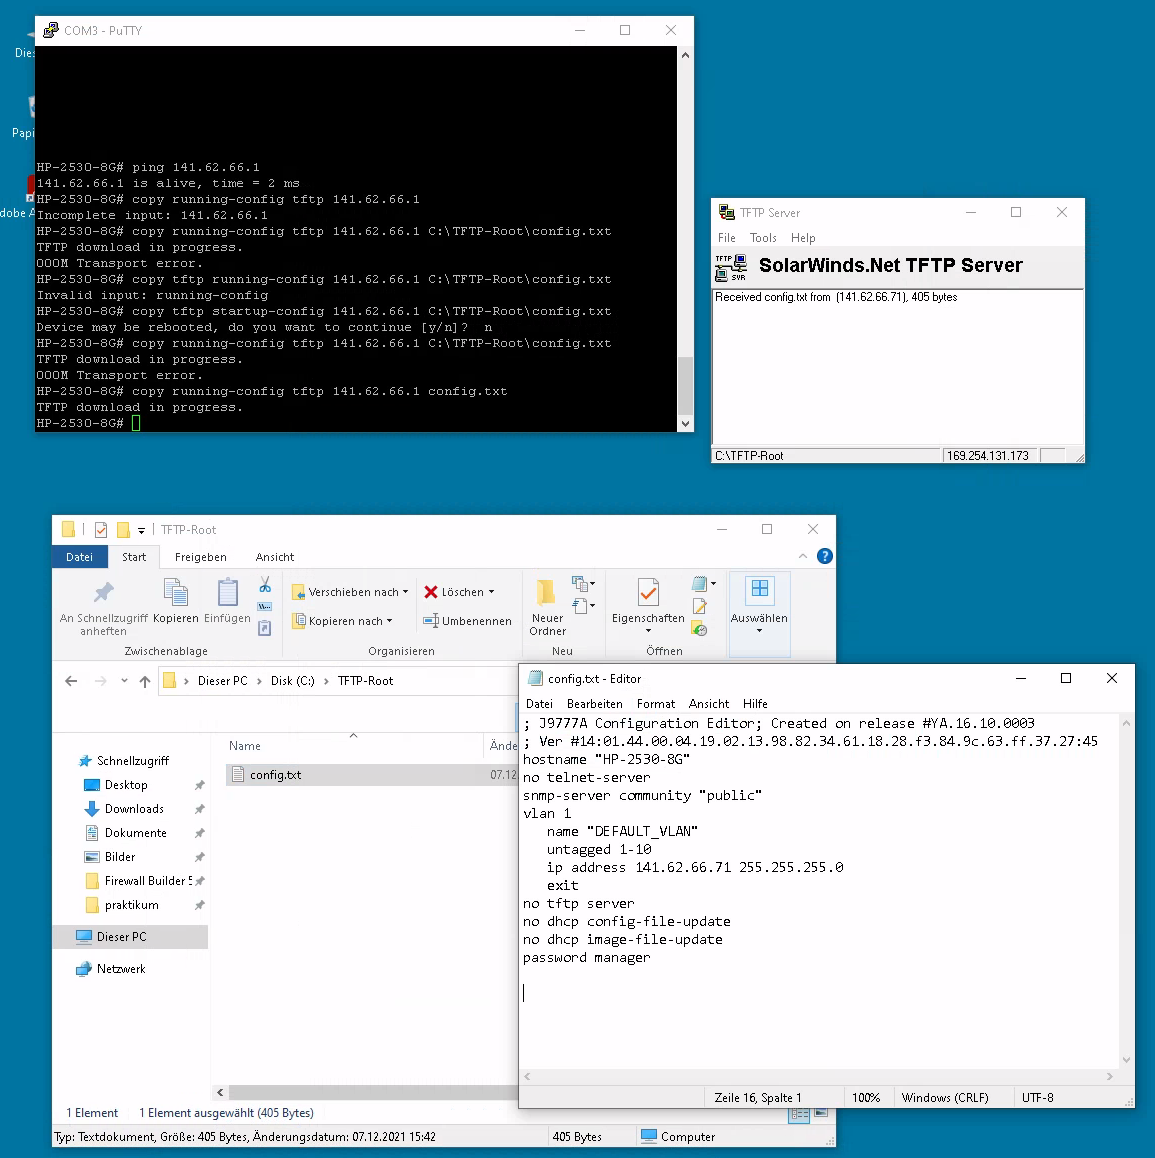 COM3 - PuTTY
Dies
Papi
dobe A
HP-2530-8G# ping 141.62.66.1
141.62.66.1 is alive, time = 2 ms
HP-2530-8G# copy running-config tftp 141.62.66.1
Incomplete input: 141.62.66.1
HP-2530-8G# copy running-config tftp 141.62.66.1 C:\TFTP-Root\config.txt
TFTP download in progress.
000M Transport error.
HP-2530-8G# copy tftp running-config 141.62.66.1 C:\TFTP-Root\config.txt
Invalid input: running-config
HP-2530-8G# copy tftp startup-config 141.62.66.1 C:\TFTP-Root\config.txt
Device may be rebooted, do you want to continue [y/n]?  n
HP-2530-8G# copy running-config tftp 141.62.66.1 C:\TFTP-Root\config.txt
TFTP download in progress.
000M Transport error.
HP-2530-8G# copy running-config tftp 141.62.66.1 config.txt
TFTP download in progress.
HP-2530-8G#
TFTP Server
File Tools Help
TFTP SVR
SolarWinds.Net TFTP Server
Received config.txt from (141.62.66.71), 405 bytes
C:\TFTP-Root 169.254.131.173
TFTP-Root
Datei Start Freigeben Ansicht
An Schnellzugriff anheften
Kopieren
Einfügen
Verschieben nach
Kopieren nach
Löschen
Umbenennen
Neuer Ordner
Eigenschaften
Auswählen
Zwischenablage Organisieren Neu Öffnen
Dieser PC > Disk (C:) > TFTP-Root
Name Ände
config.txt 07.12
Schnellzugriff
Desktop
Downloads
Dokumente
Bilder
Firewall Builder 5
praktikum
Dieser PC
Netzwerk
1 Element 1 Element ausgewählt (405 Bytes)
Typ: Textdokument, Größe: 405 Bytes, Änderungsdatum: 07.12.2021 15:42 405 Bytes Computer
config.txt - Editor
Datei Bearbeiten Format Ansicht Hilfe
; J9777A Configuration Editor; Created on release #YA.16.10.0003
; Ver #14:01.44.00.04.19.02.13.98.82.34.61.18.28.f3.84.9c.63.ff.37.27:45
hostname "HP-2530-8G"
no telnet-server
snmp-server community "public"
vlan 1
name "DEFAULT_VLAN"
untagged 1-10
ip address 141.62.66.71 255.255.255.0
exit
no tftp server
no dhcp config-file-update
no dhcp image-file-update
password manager
Zeile 16, Spalte 1 100% Windows (CRLF) UTF-8